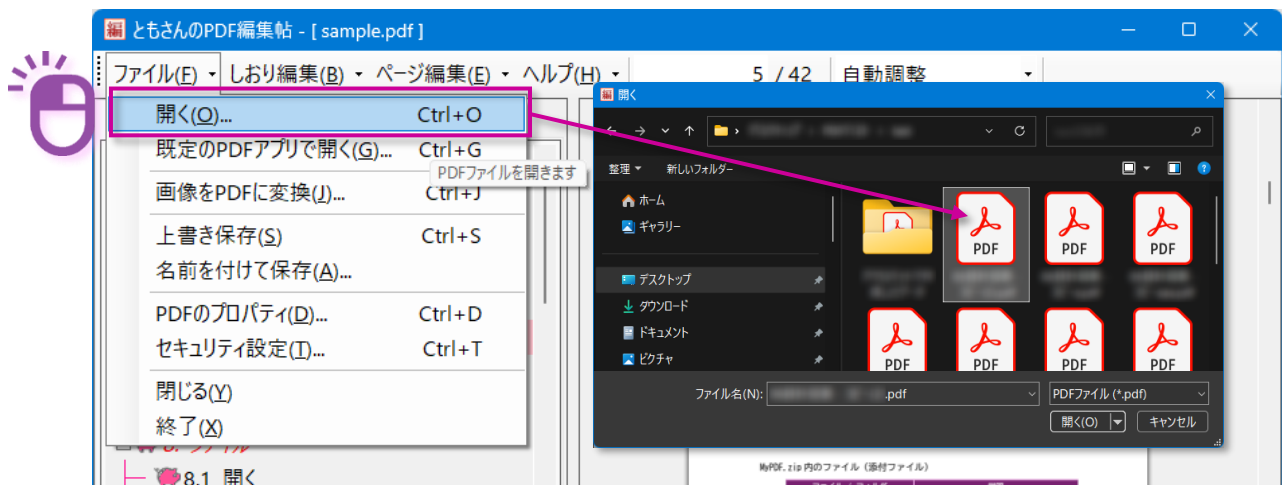 編 ともさんのPDF編集帖 - [ sample.pdf ]
ファイル(F) しおり編集(B) ページ編集(E) ヘルプ(H) 5 / 42 自動調整
開く(O)... Ctrl+O
既定のPDFアプリで開く(G)... Ctrl+G
PDFファイルを開きます
画像をPDFに変換(J)... Ctrl+J
上書き保存(S) Ctrl+S
名前を付けて保存(A)...
PDFのプロパティ(D)... Ctrl+D
セキュリティ設定(T)... Ctrl+T
閉じる(Y)
終了(X)
8.1 開く
編 開く
整理 新しいフォルダー
ホーム
ギャラリー
デスクトップ
ダウンロード
ドキュメント
ピクチャ
PDF PDF PDF
PDF PDF PDF PDF
ファイル名(N): .pdf PDFファイル (*.pdf)
開く(O) キャンセル
MyPDF.zip 内のファイル（添付ファイル）